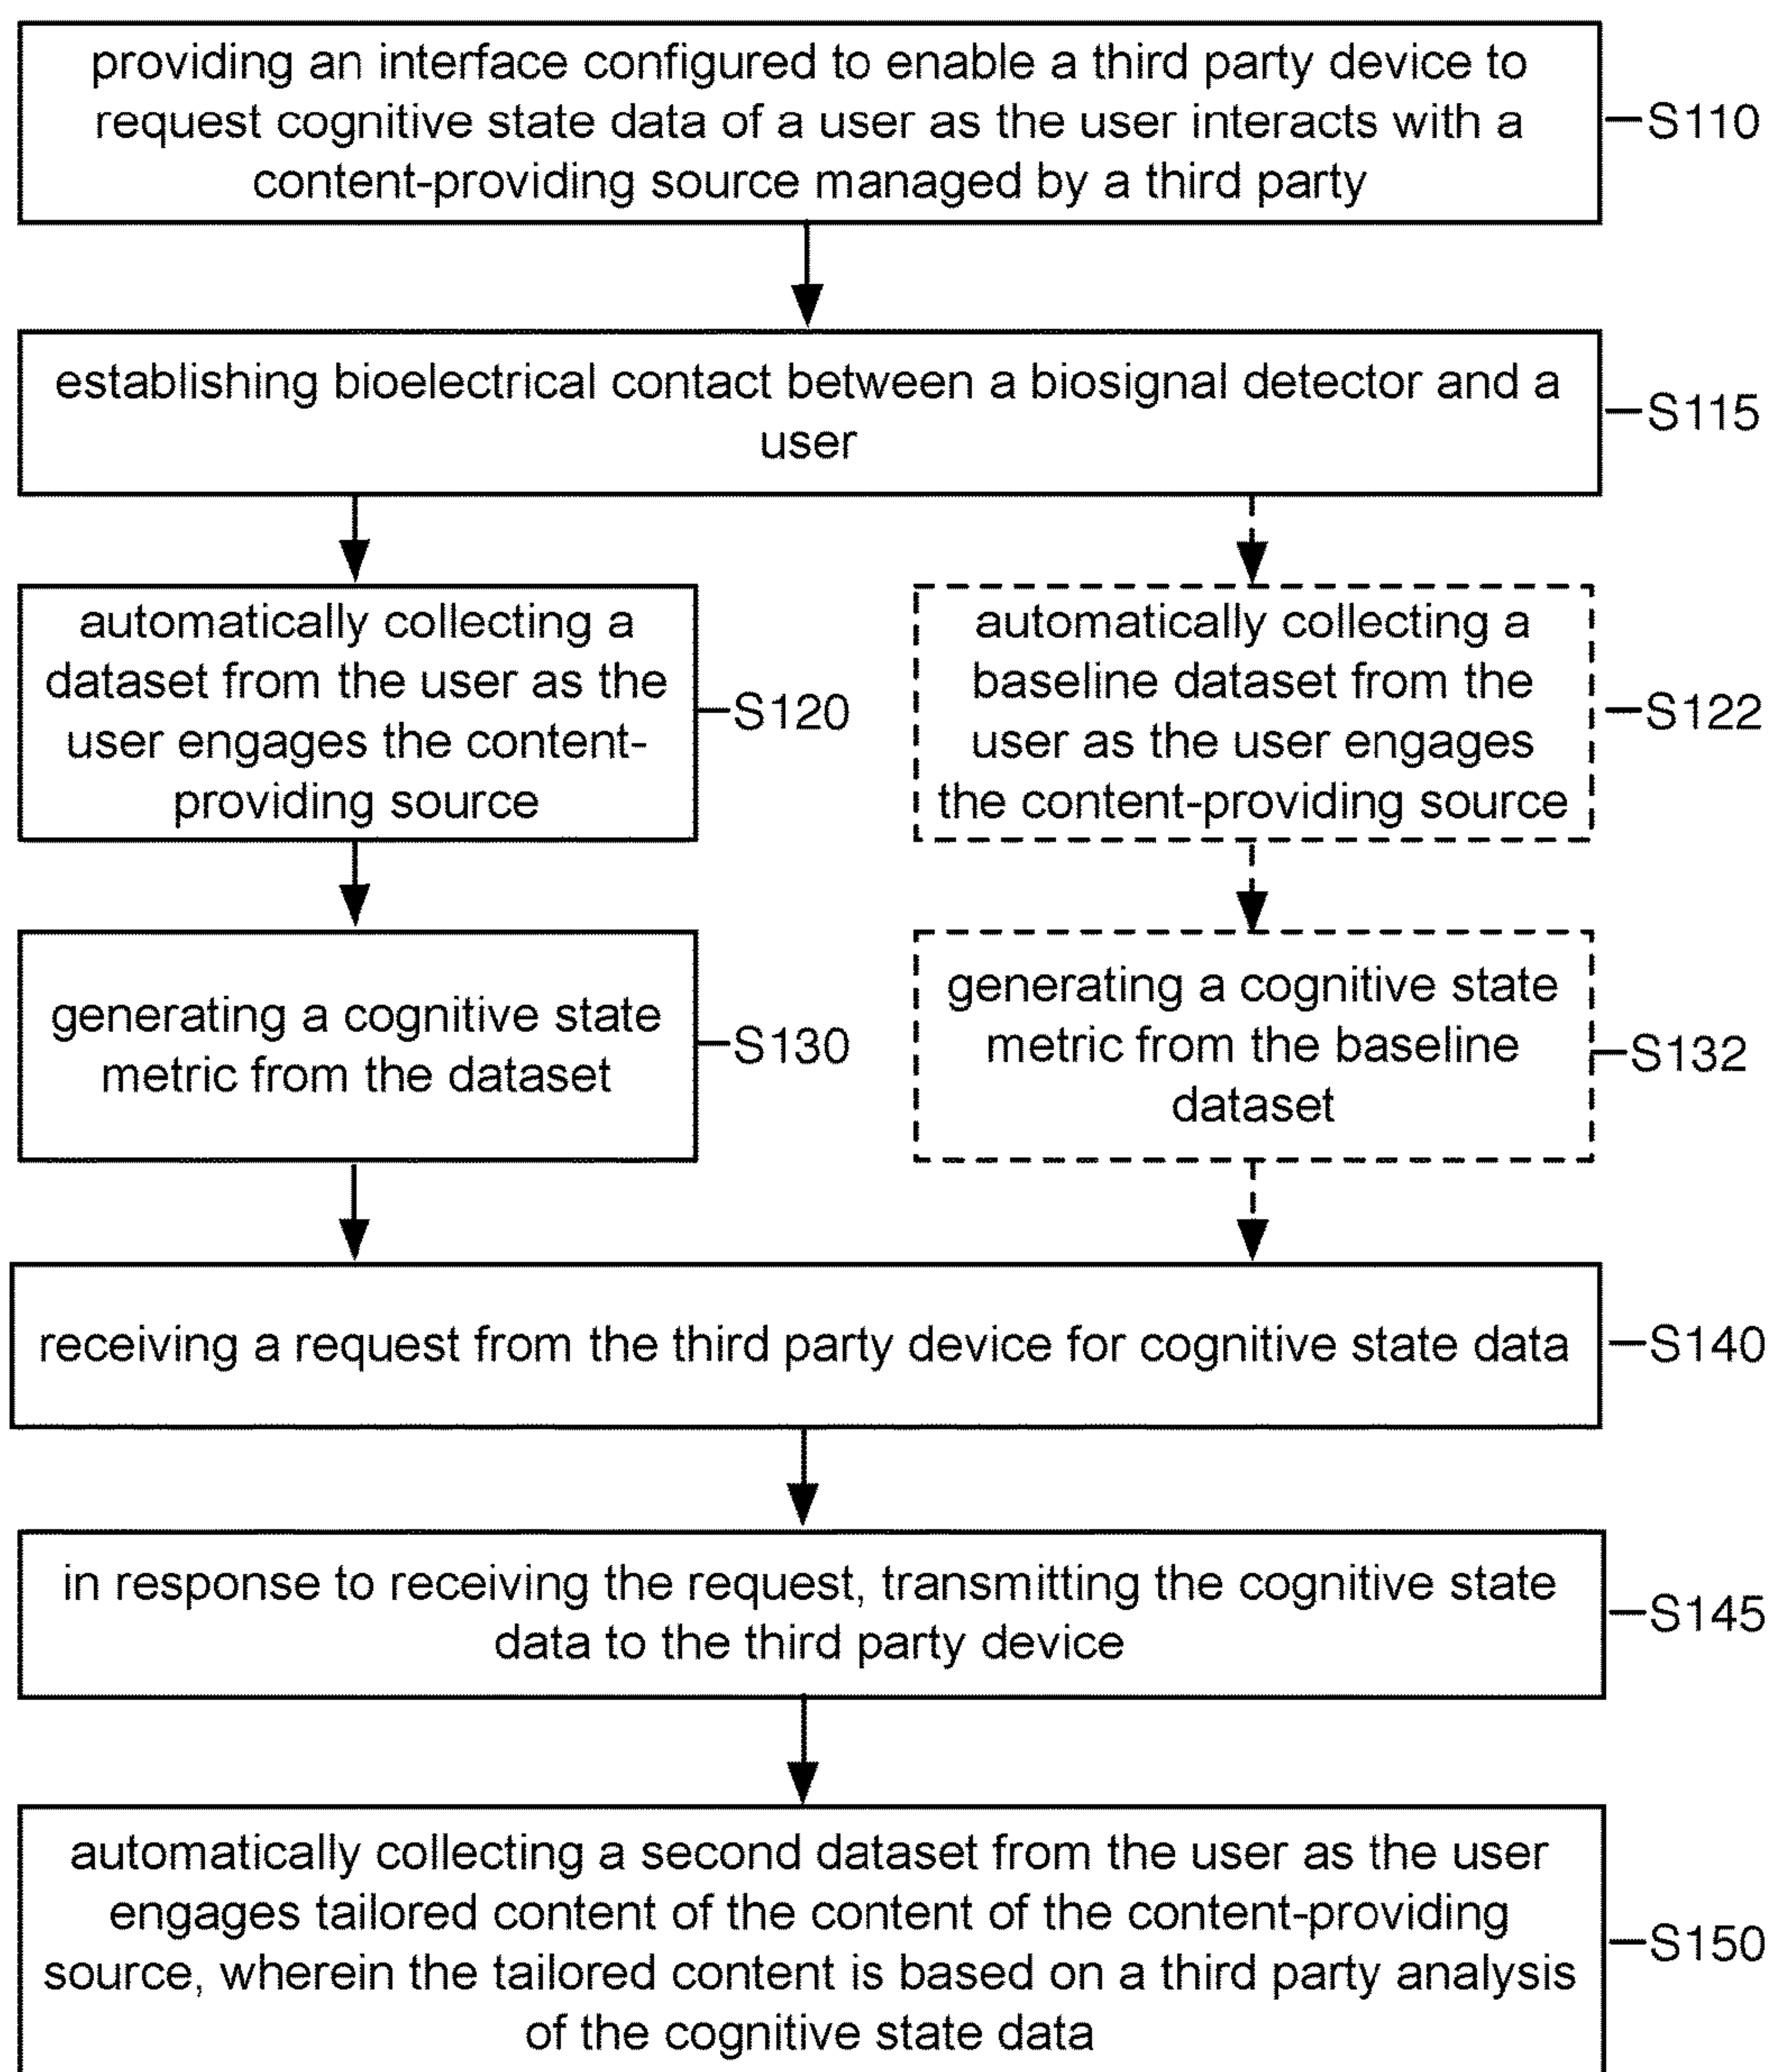 providing an interface configured to enable a third party device to
request cognitive state data of a user as the user interacts with a
content-providing source managed by a third party
S110
establishing bioelectrical contact between a biosignal detector and a
user
S115
automatically collecting a
dataset from the user as the
user engages the content-
providing source
S120
automatically collecting a
baseline dataset from the
user as the user engages
the content-providing source
S122
generating a cognitive state
metric from the dataset
S130
generating a cognitive state
metric from the baseline
dataset
S132
receiving a request from the third party device for cognitive state data
S140
in response to receiving the request, transmitting the cognitive state
data to the third party device
S145
automatically collecting a second dataset from the user as the user
engages tailored content of the content of the content-providing
source, wherein the tailored content is based on a third party analysis
of the cognitive state data
S150